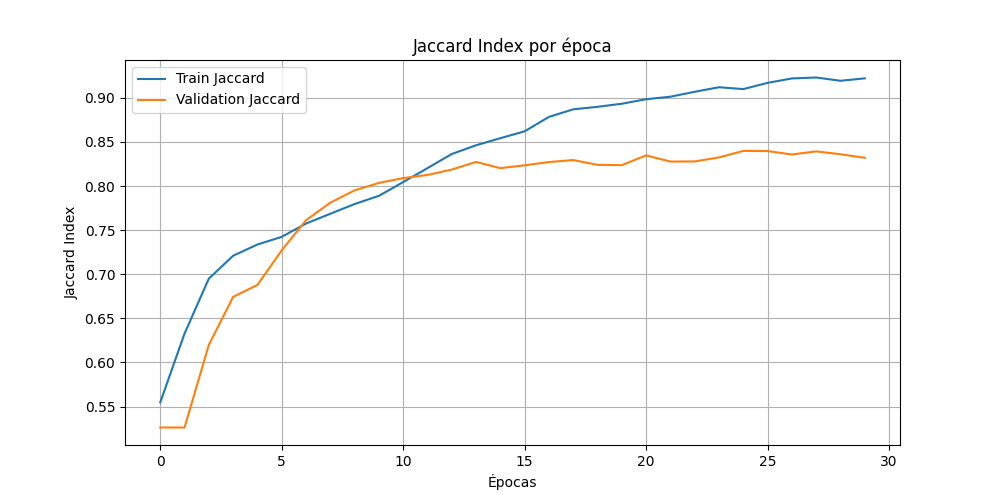 Jaccard Index por época
Train Jaccard
Validation Jaccard
Jaccard Index
0.90
0.85
0.80
0.75
0.70
0.65
0.60
0.55
0 5 10 15 20 25 30
Épocas